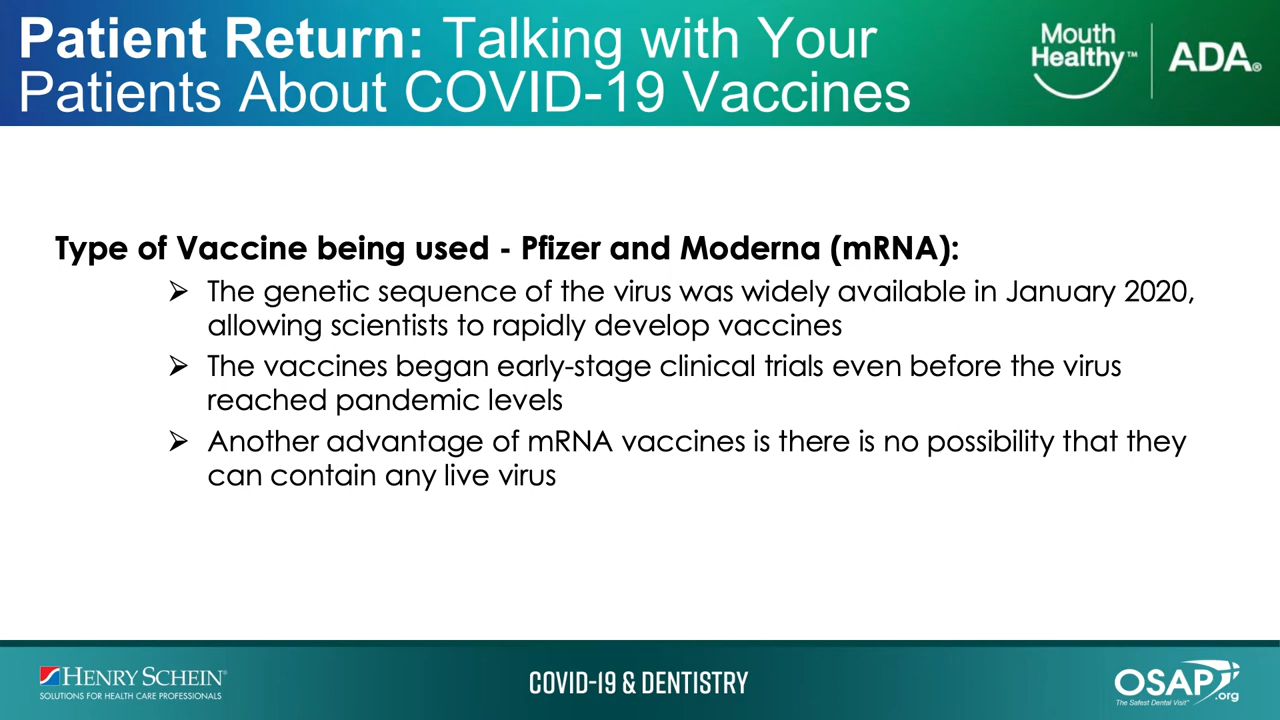 Patient Return: Talking with Your
Patients About COVID-19 Vaccines
Mouth
Healthy™
ADA®
Type of Vaccine being used - Pfizer and Moderna (mRNA):
➢ The genetic sequence of the virus was widely available in January 2020,
allowing scientists to rapidly develop vaccines
➢ The vaccines began early-stage clinical trials even before the virus
reached pandemic levels
➢ Another advantage of mRNA vaccines is there is no possibility that they
can contain any live virus
HENRY SCHEIN®
SOLUTIONS FOR HEALTH CARE PROFESSIONALS
COVID-19 & DENTISTRY
OSAP
.org
The Safest Dental Visit™